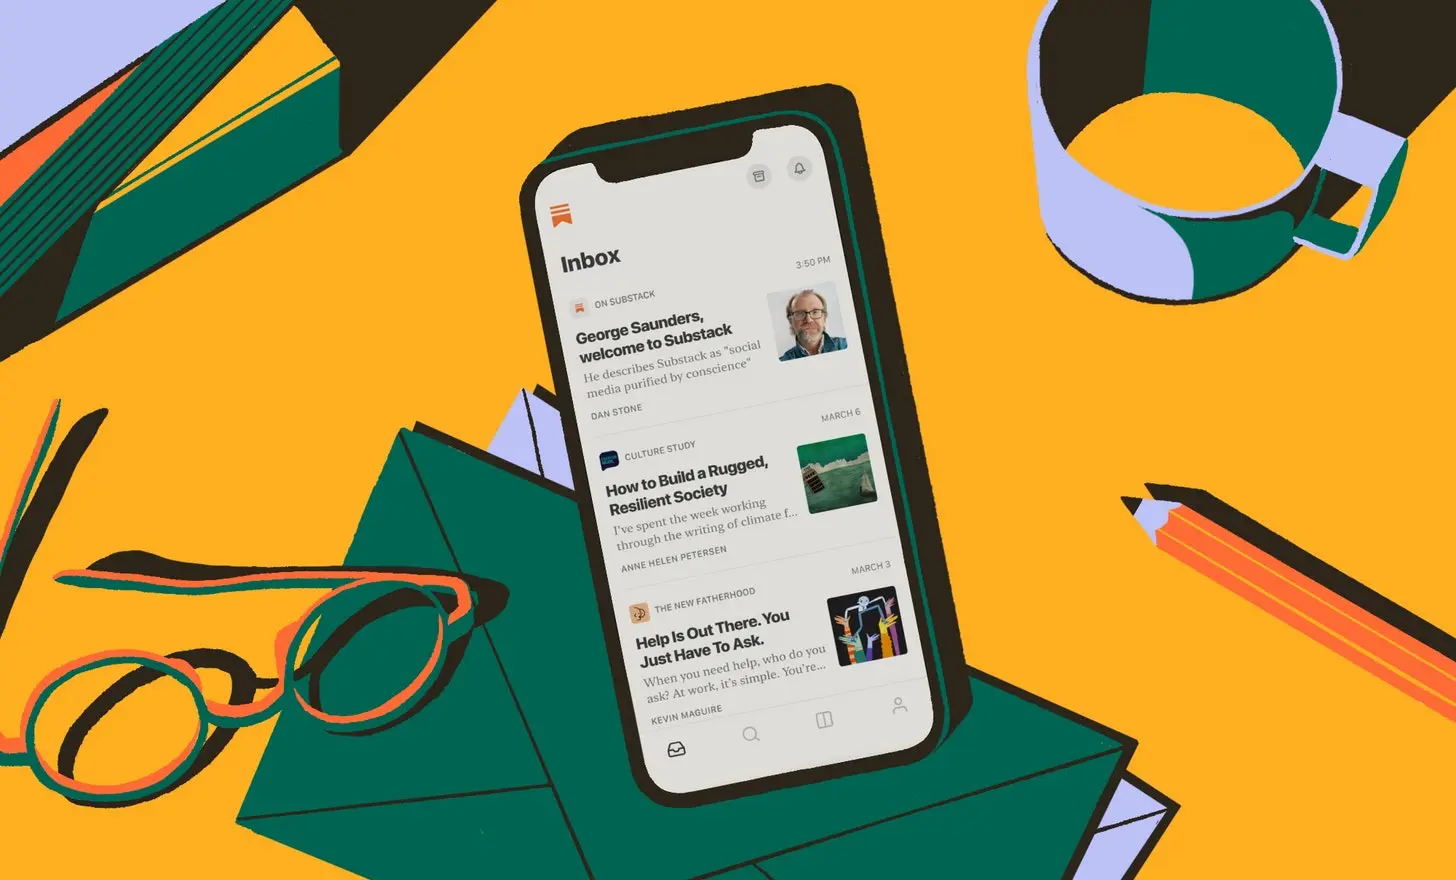 Inbox
3:50 PM
ON SUBSTACK
George Saunders,
welcome to Substack
He describes Substack as "social
media purified by conscience"
DAN STONE
MARCH 6
CULTURE STUDY
How to Build a Rugged,
Resilient Society
I've spent the week working
through the writing of climate f...
ANNE HELEN PETERSEN
MARCH 3
THE NEW FATHERHOOD
Help Is Out There. You
Just Have To Ask.
When you need help, who do you
ask? At work, it's simple. You're...
KEVIN MAGUIRE